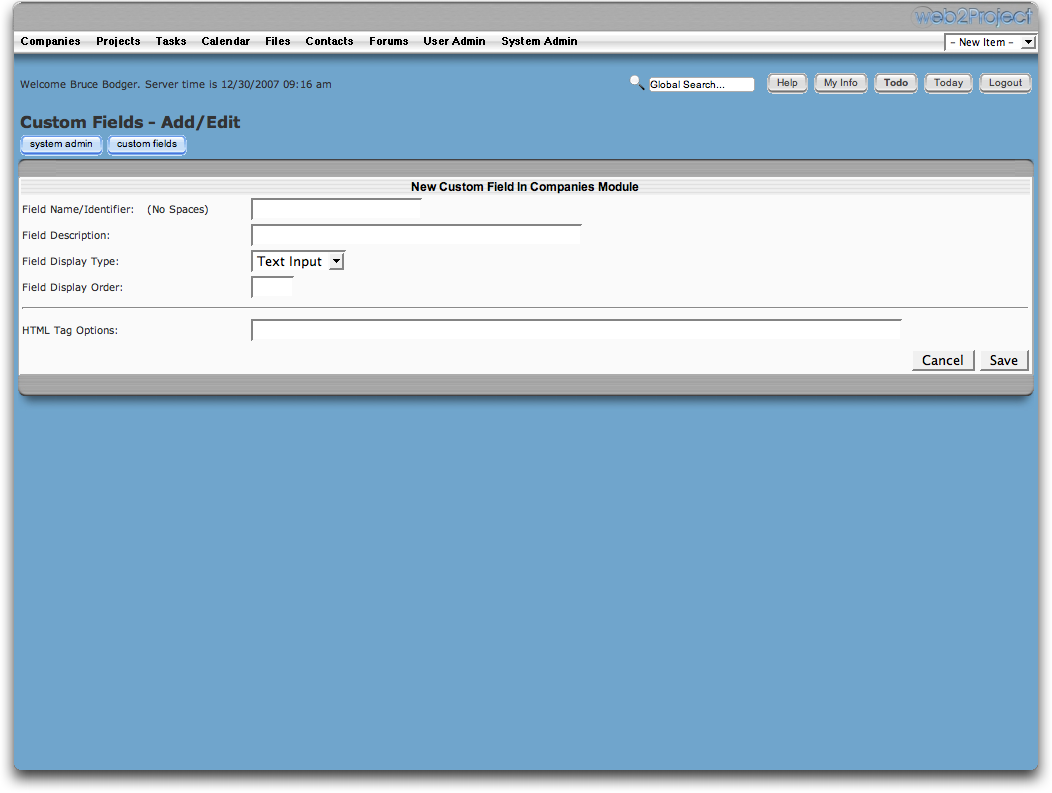 web2Project
Companies Projects Tasks Calendar Files Contacts Forums User Admin System Admin - New Item -
Welcome Bruce Bodger. Server time is 12/30/2007 09:16 am Global Search... Help My Info Todo Today Logout
Custom Fields - Add/Edit
system admin custom fields
New Custom Field In Companies Module
Field Name/Identifier: (No Spaces)
Field Description:
Field Display Type: Text Input
Field Display Order:
HTML Tag Options:
Cancel Save